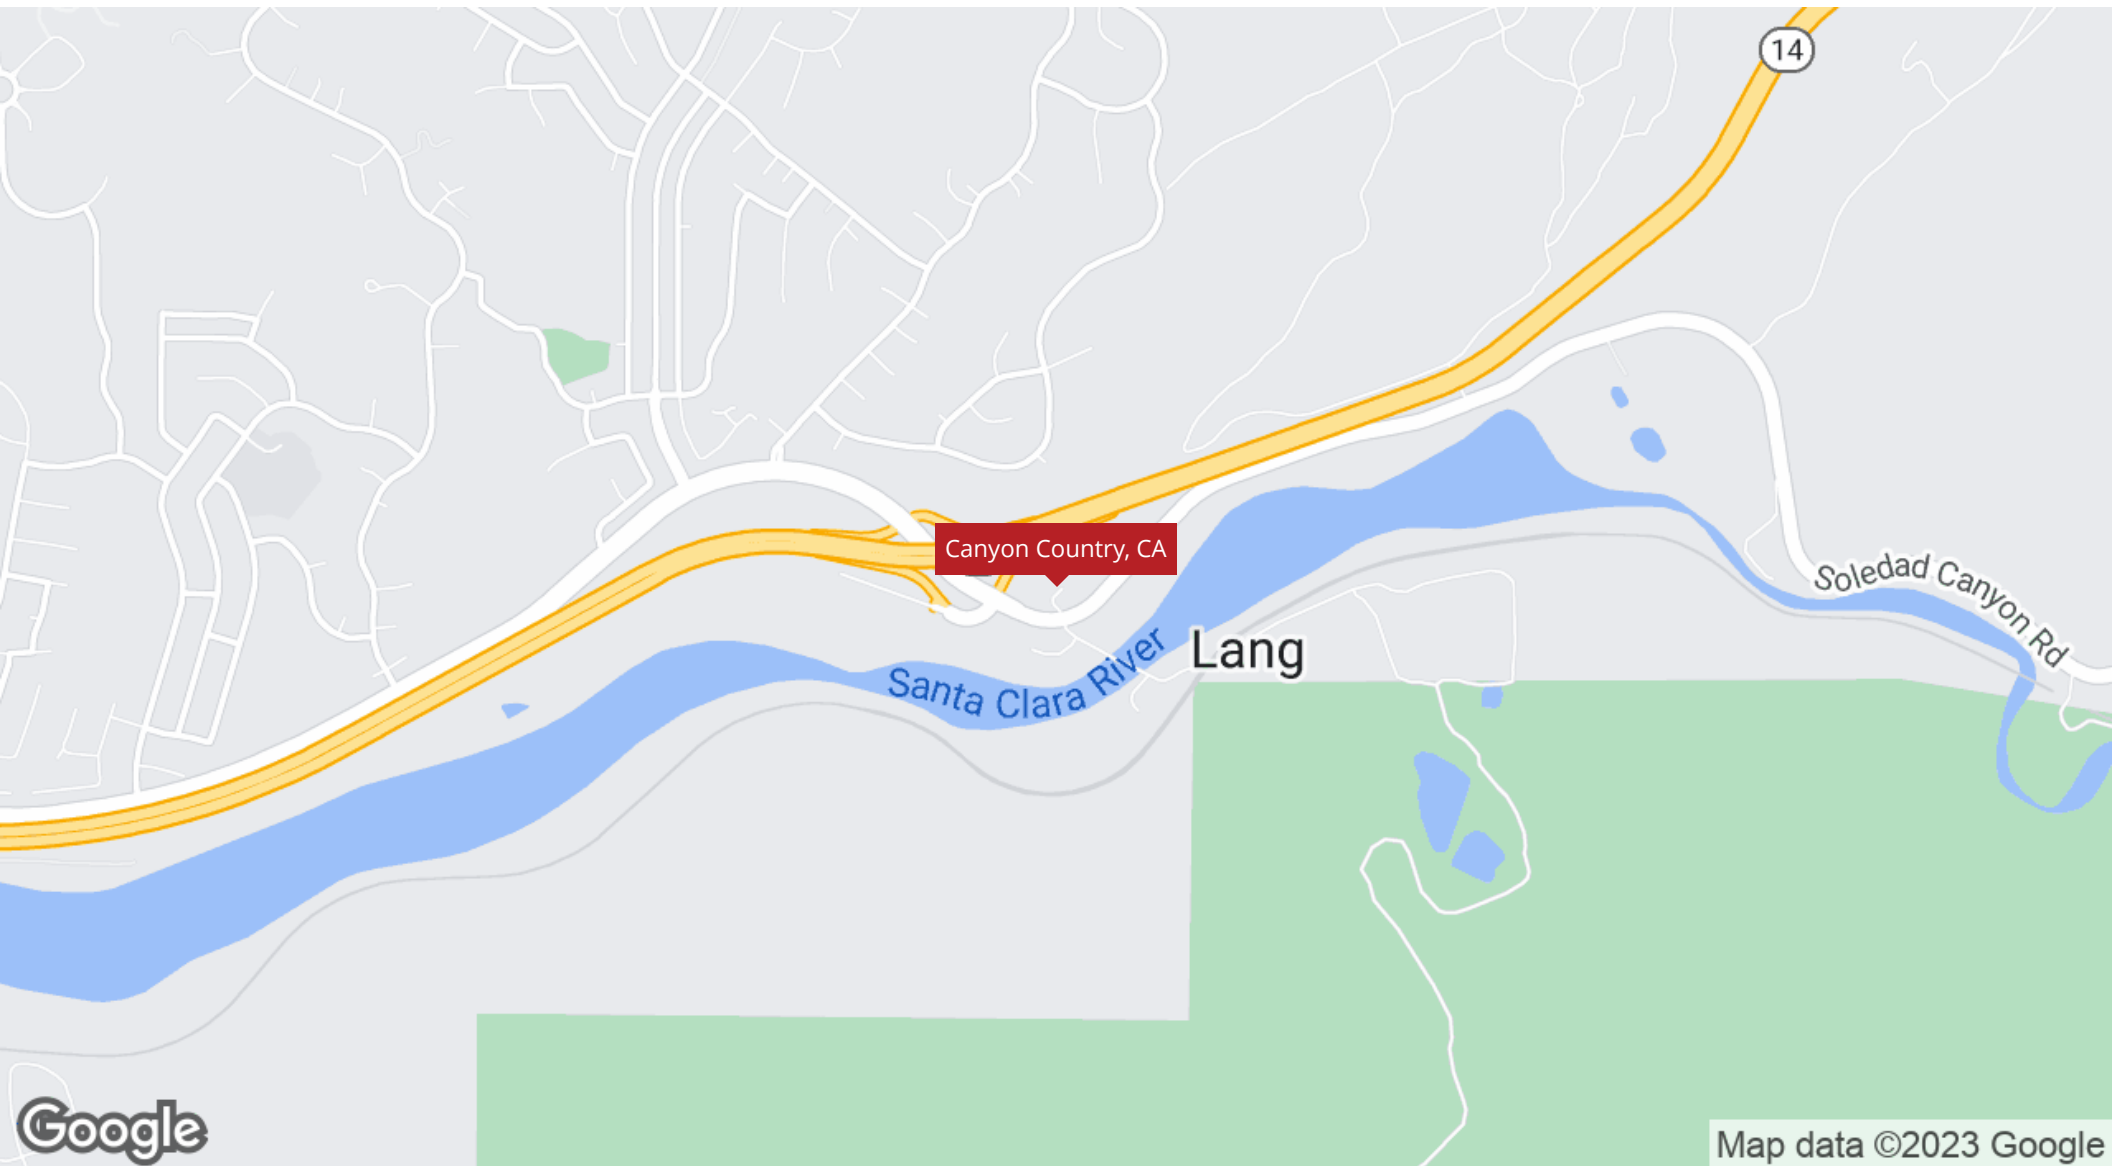 14
Canyon Country, CA
Soledad Canyon Rd
Lang
Santa Clara River
Google
Map data ©2023 Google